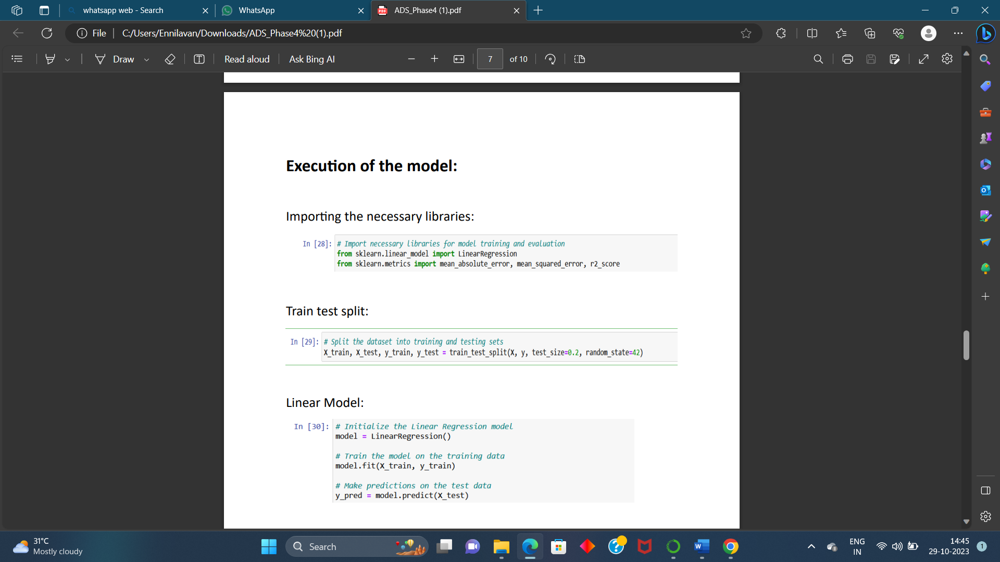 whatsapp web - Search
WhatsApp
ADS_Phase4 (1).pdf
File
C:/Users/Ennilavan/Downloads/ADS_Phase4%20(1).pdf
Draw
Read aloud
Ask Bing AI
7
of 10
Execution of the model:
Importing the necessary libraries:
In [28]: # Import necessary libraries for model training and evaluation
from sklearn.linear_model import LinearRegression
from sklearn.metrics import mean_absolute_error, mean_squared_error, r2_score
Train test split:
In [29]: # Split the dataset into training and testing sets
X_train, X_test, y_train, y_test = train_test_split(X, y, test_size=0.2, random_state=42)
Linear Model:
In [30]: # Initialize the Linear Regression model
model = LinearRegression()
# Train the model on the training data
model.fit(X_train, y_train)
# Make predictions on the test data
y_pred = model.predict(X_test)
31°C
Mostly cloudy
Search
ENG
IN
14:45
29-10-2023
1